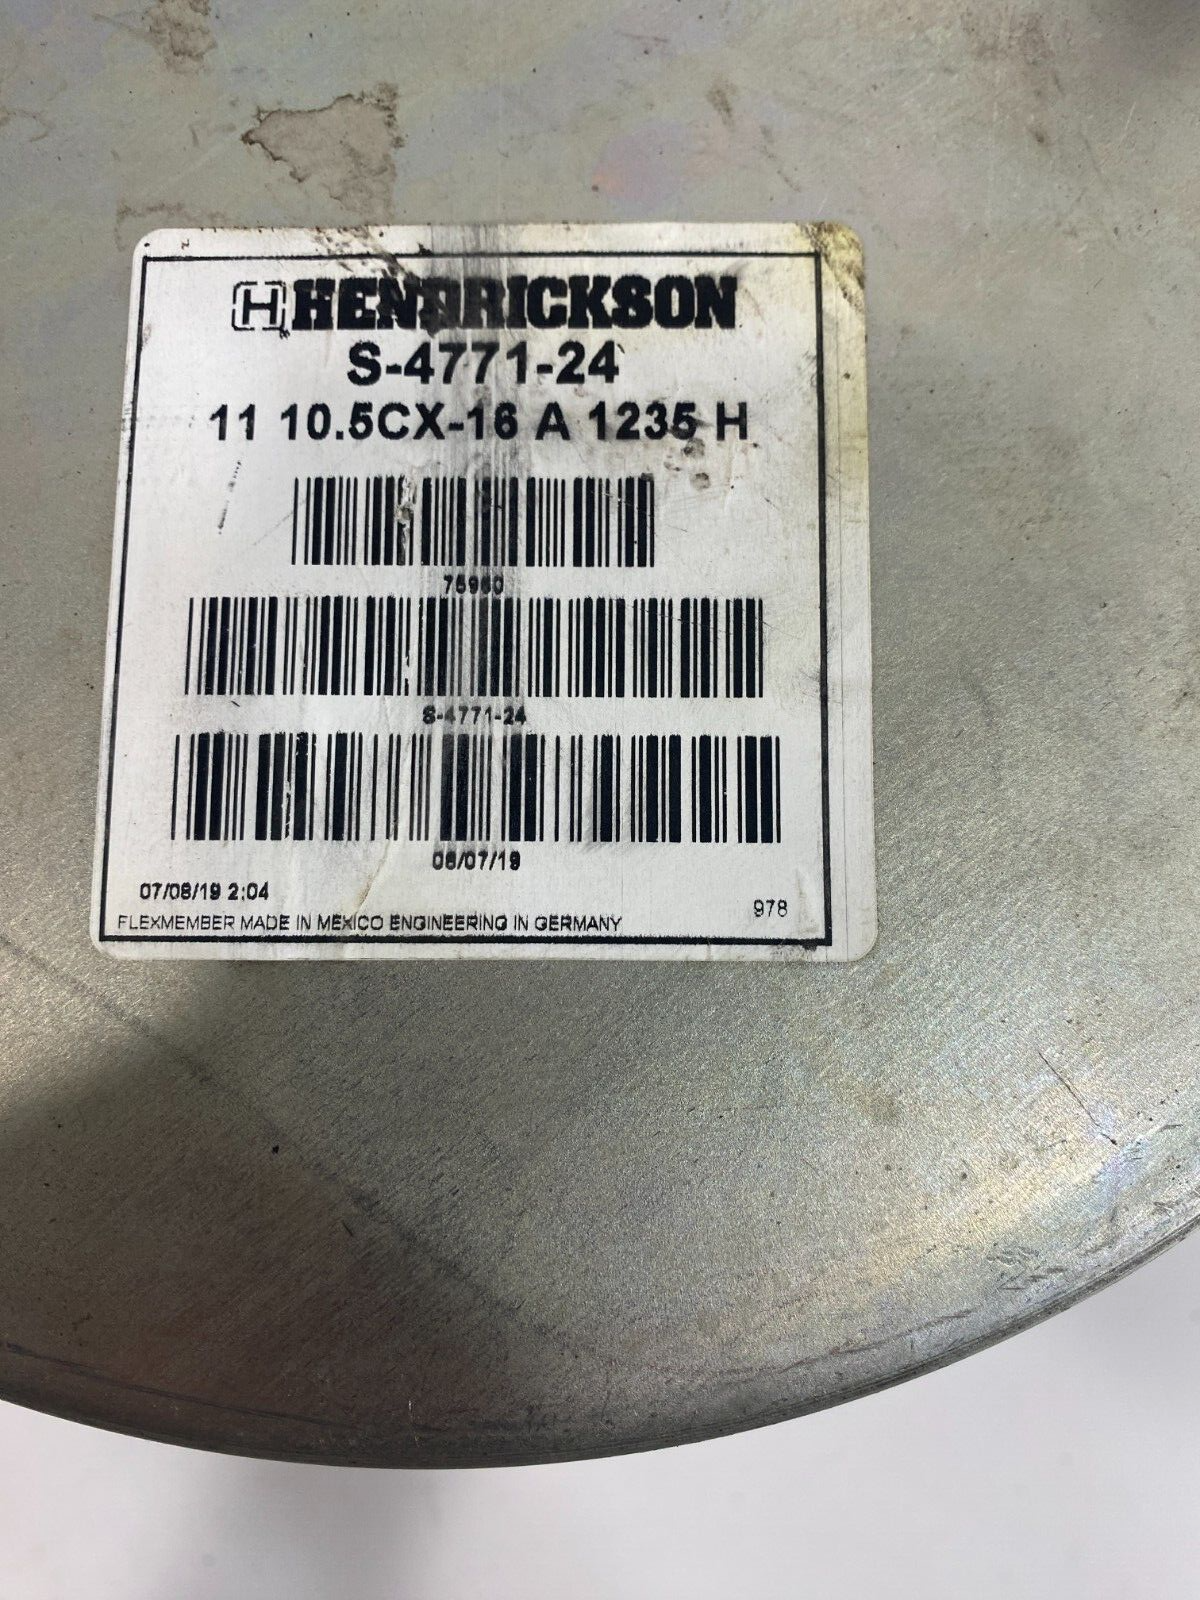 H HENDRICKSON
S-4771-24
11 10.5CX-16 A 1235 H
S-4771-24
06/07/19
07/08/19 2:04
978
FLEXMEMBER MADE IN MEXICO ENGINEERING IN GERMANY